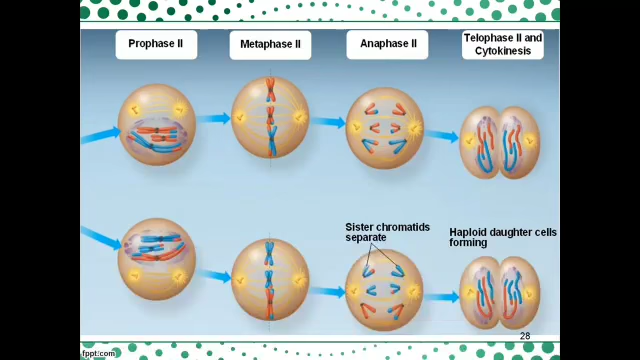 Prophase II
Metaphase II
Anaphase II
Telophase II and
Cytokinesis
Sister chromatids
separate
Haploid daughter cells
forming
28
fppt.com